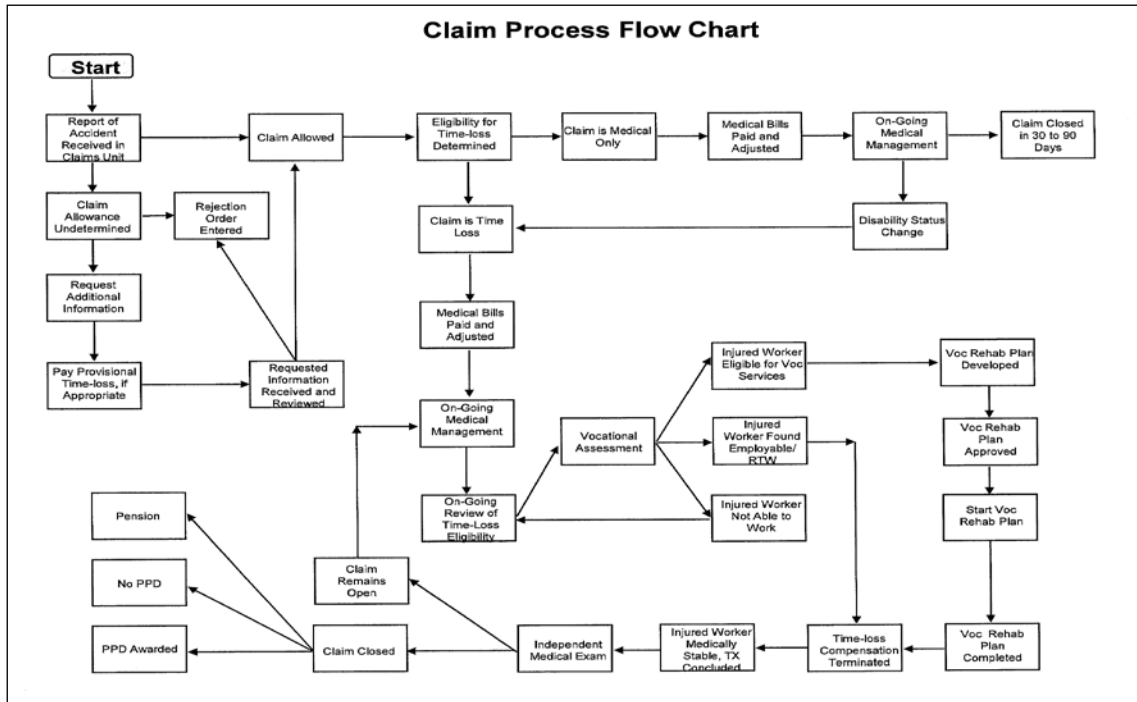 Claim Process Flow Chart
Start
Report of
Accident
Received in
Claims Unit
Claim Allowed
Eligibility for
Time-loss
Determined
Claim is Medical
Only
Medical Bills
Paid and
Adjusted
On-Going
Medical
Management
Claim Closed
in 30 to 90
Days
Claim
Allowance
Undetermined
Rejection
Order
Entered
Claim is Time
Loss
Disability Status
Change
Request
Additional
Information
Medical Bills
Paid and
Adjusted
Pay Provisional
Time-loss, if
Appropriate
Requested
Information
Received and
Reviewed
Injured Worker
Eligible for Voc
Services
Voc Rehab Plan
Developed
On-Going
Medical
Management
Vocational
Assessment
Injured
Worker Found
Employable/
RTW
Voc Rehab
Plan
Approved
On-Going
Review of
Time-Loss
Eligibility
Injured Worker
Not Able to
Work
Start Voc
Rehab Plan
Pension
No PPD
Claim
Remains
Open
PPD Awarded
Claim Closed
Independent
Medical Exam
Injured Worker
Medically
Stable, TX
Concluded
Time-loss
Compensation
Terminated
Voc Rehab
Plan
Completed